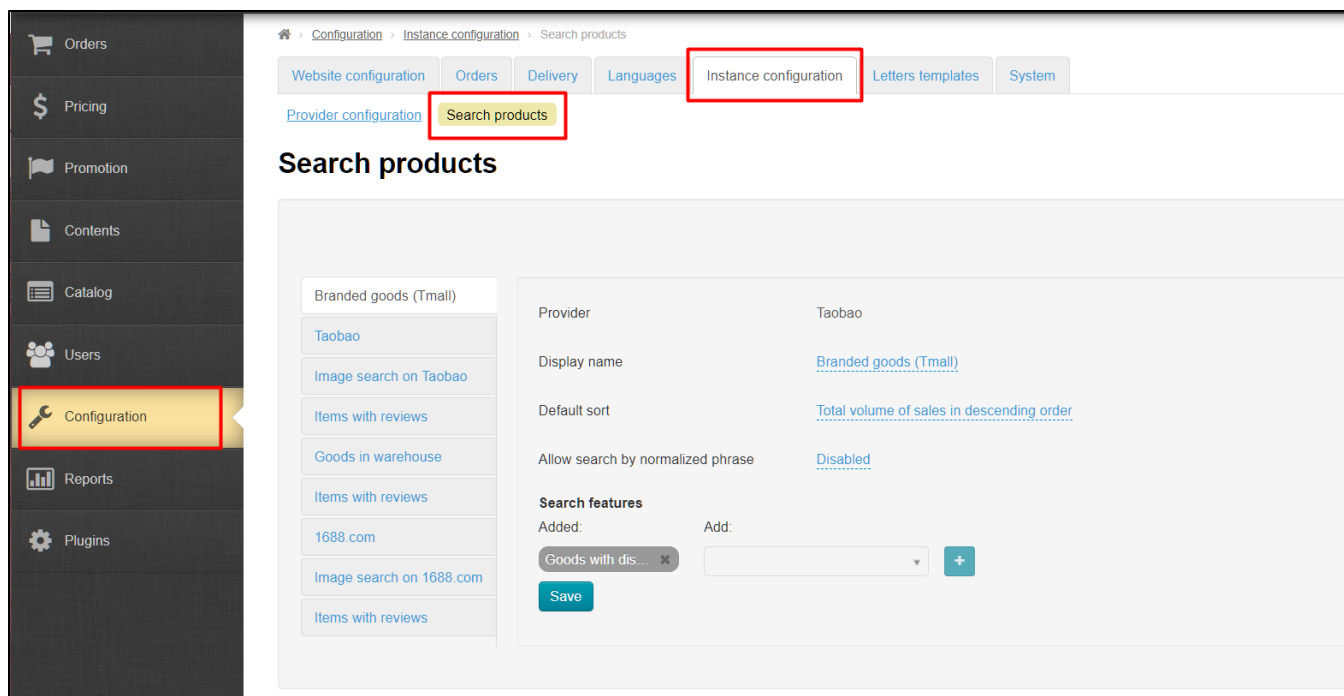 Orders
Pricing
Promotion
Contents
Catalog
Users
Configuration
Reports
Plugins
Configuration › Instance configuration › Search products
Website configuration Orders Delivery Languages Instance configuration Letters templates System
Provider configuration Search products
Search products
Branded goods (Tmall)
Taobao
Image search on Taobao
Items with reviews
Goods in warehouse
Items with reviews
1688.com
Image search on 1688.com
Items with reviews
Provider Taobao
Display name Branded goods (Tmall)
Default sort Total volume of sales in descending order
Allow search by normalized phrase Disabled
Search features
Added: Add:
Goods with dis... ✖ +
Save